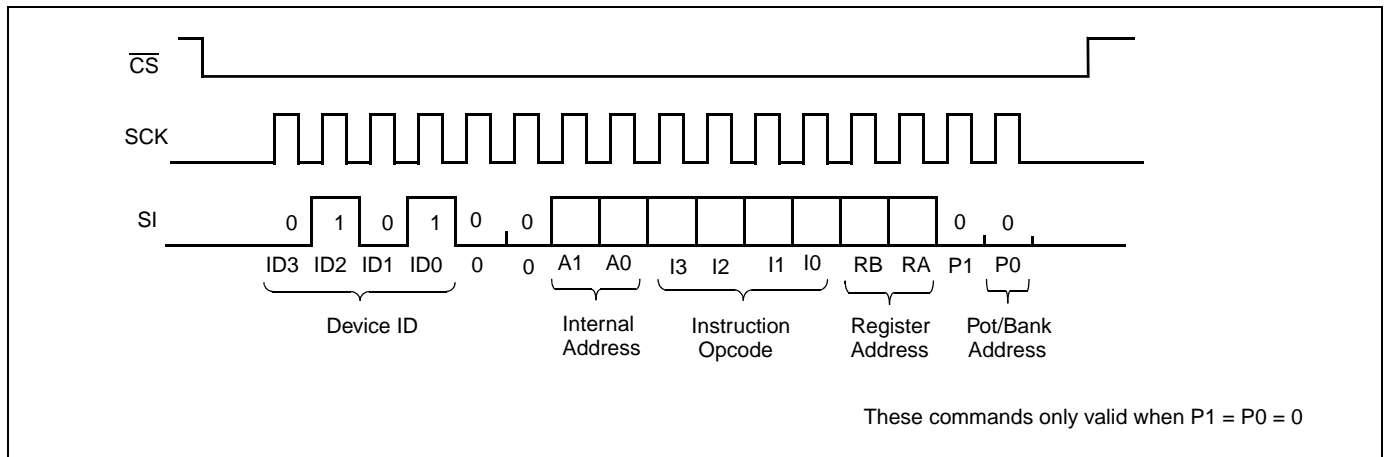 CS
SCK
SI
0 1 0 1 0 0 0 0
ID3 ID2 ID1 ID0 0 0 A1 A0 I3 I2 I1 I0 RB RA P1 P0
Device ID
Internal Address
Instruction Opcode
Register Address
Pot/Bank Address
These commands only valid when P1 = P0 = 0